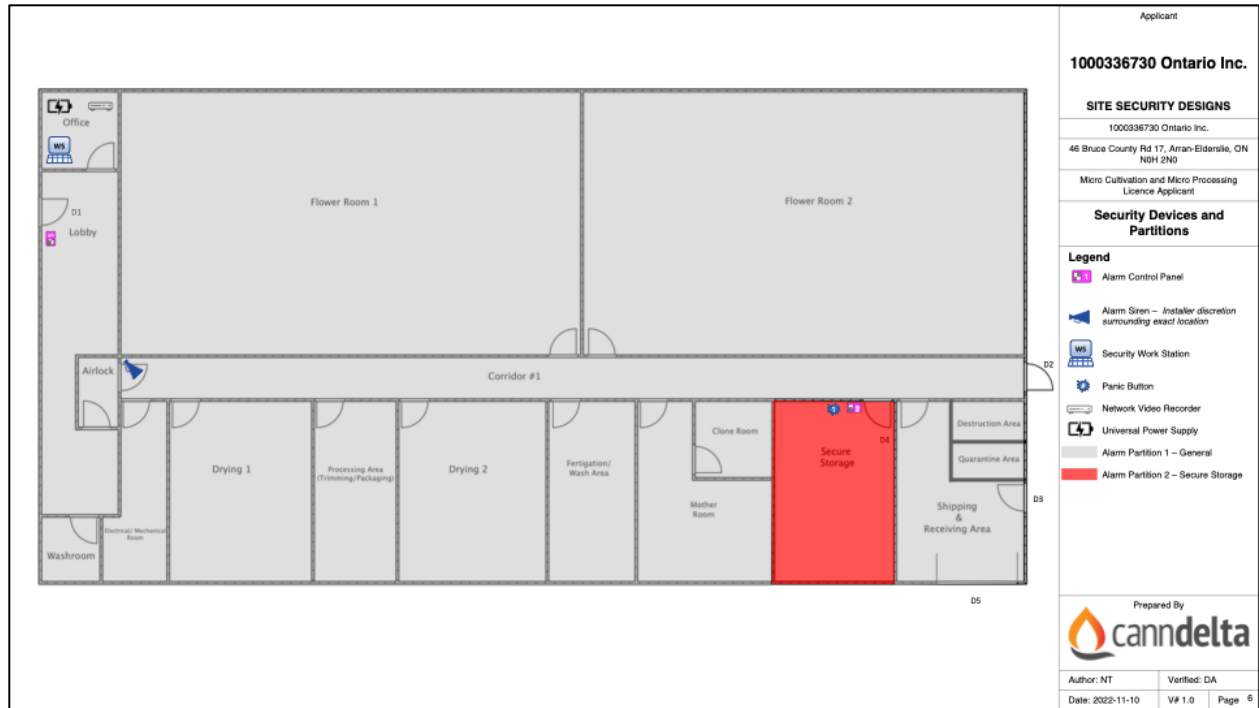 Applicant
1000336730 Ontario Inc.
SITE SECURITY DESIGNS
1000336730 Ontario Inc.
46 Bruce County Rd 17, Arran-Elderslie, ON
N0H 2N0
Micro Cultivation and Micro Processing
Licence Applicant
Security Devices and
Partitions
Legend
1
Alarm Control Panel
Alarm Siren – Installer discretion
surrounding exact location
WS
Security Work Station
Panic Button
Network Video Recorder
Universal Power Supply
Alarm Partition 1 – General
Alarm Partition 2 – Secure Storage
Prepared By
canndelta
Author: NT
Verified: DA
Date: 2022-11-10
V# 1.0
Page 6
Office
WS
D1
Lobby
Flower Room 1
Flower Room 2
Airlock
Corridor #1
D2
Drying 1
Processing Area
(Trimming/Packaging)
Drying 2
Fertigation/
Wash Area
Clone Room
Mother
Room
1
D4
Secure
Storage
Destruction Area
Quarantine Area
D3
Shipping
&
Receiving Area
Electrical/ Mechanical
Room
Washroom
D5